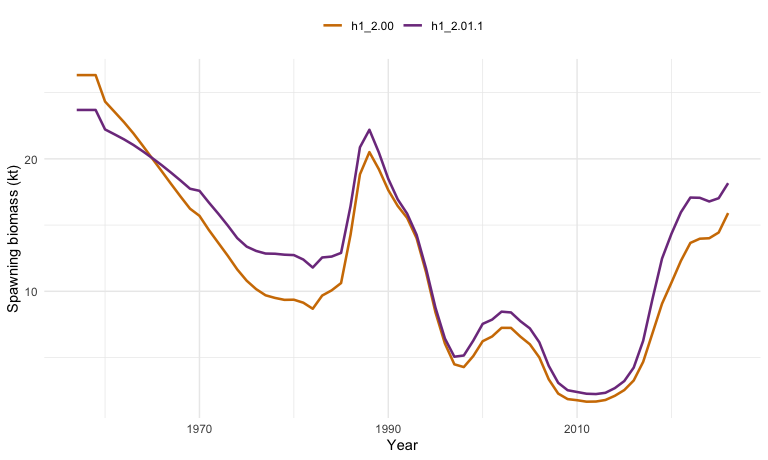 h1_2.00 h1_2.01.1
Spawning biomass (kt)
20
10
1970 1990 2010
Year